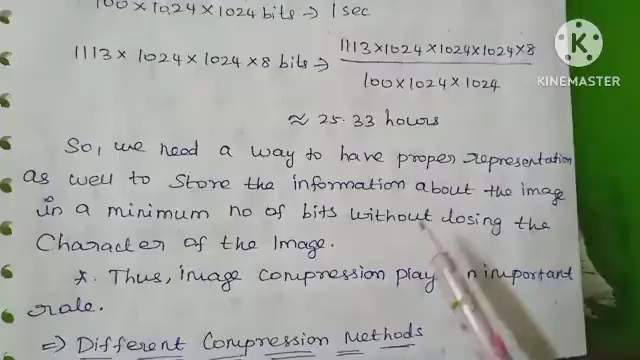 100 × 1024 × 1024 bits ⇒ 1 sec
1113 × 1024 × 1024 × 8 bits ⇒ 1113 × 1024 × 1024 × 1024 × 8
100 × 1024 × 1024
≈ 25.33 hours
So, we need a way to have proper representation
as well to store the information about the image
in a minimum no of bits without losing the
Character of the Image.
*. Thus, image compression play n important
role.
⇒ Different Compression Methods
K
KINEMASTER